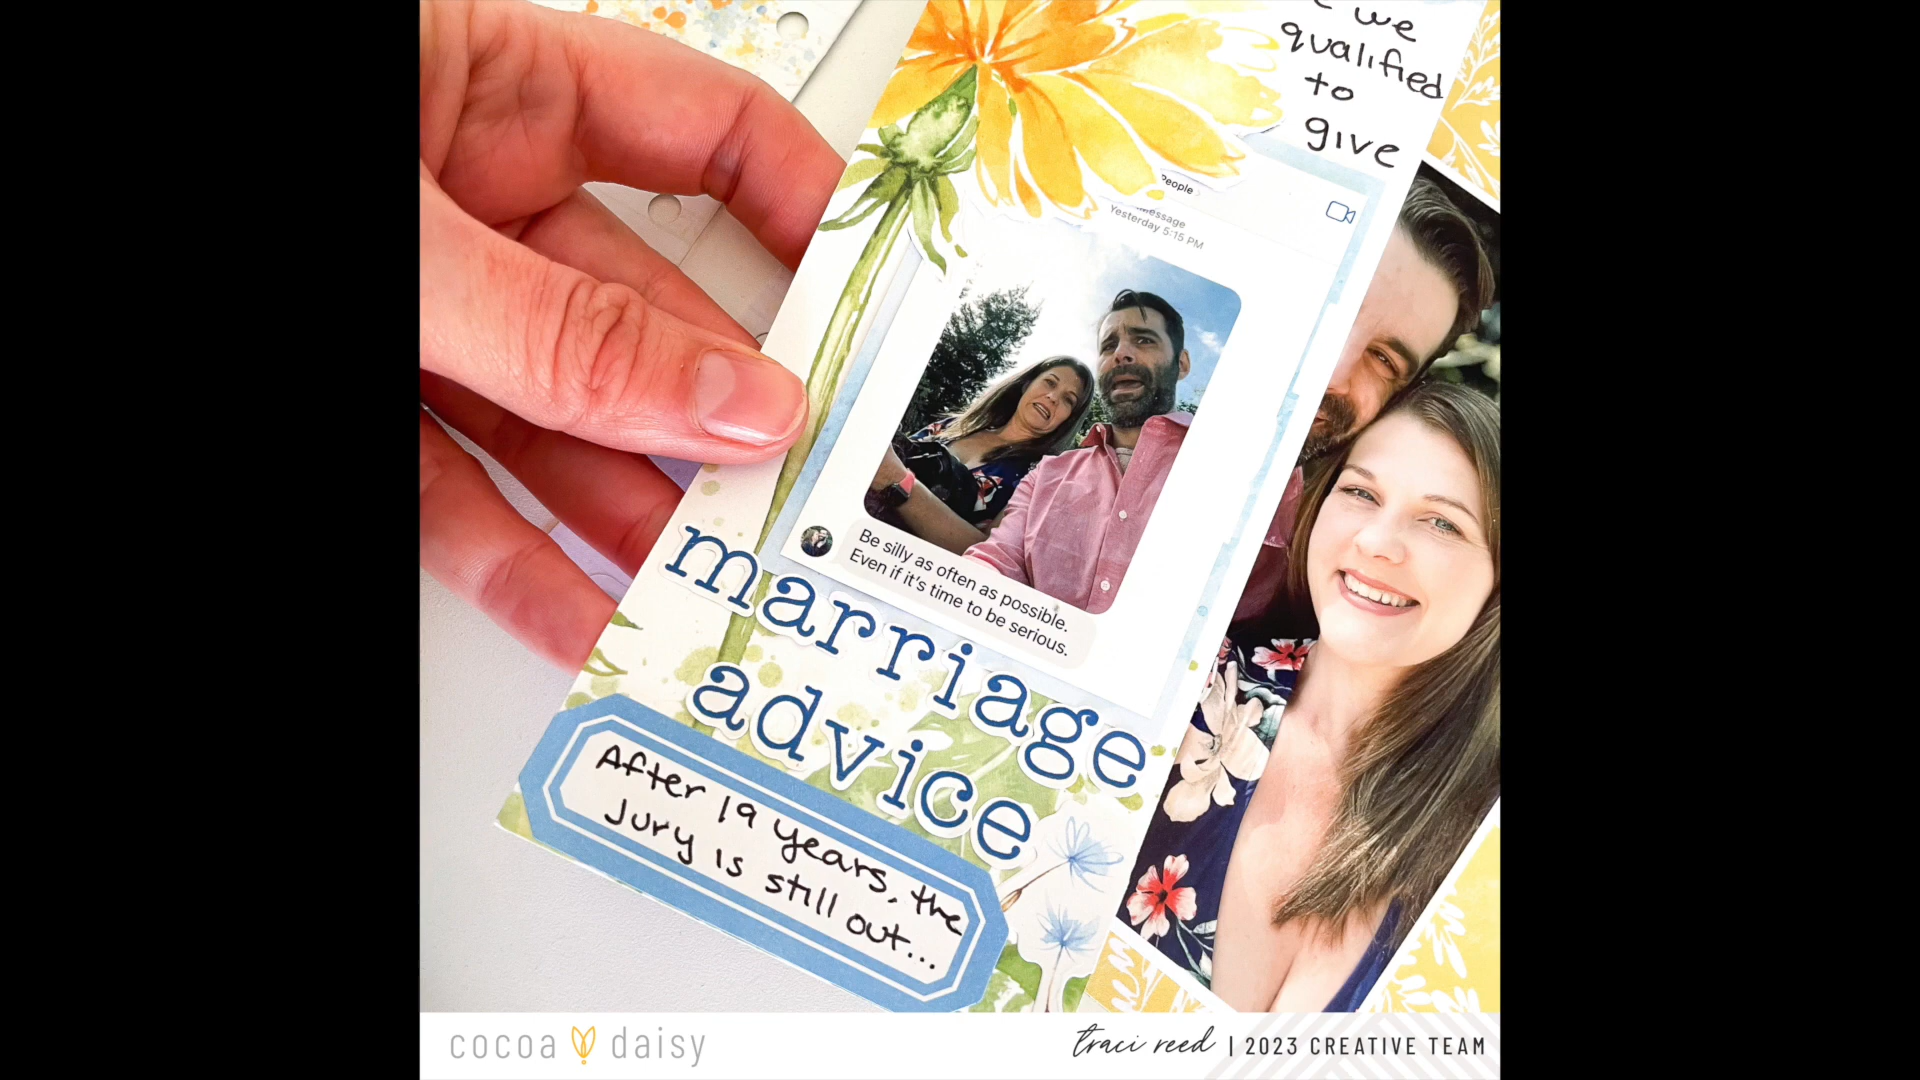 we
qualified
to
give
People
Yesterday 5:15 PM
Be silly as often as possible.
Even if it's time to be serious.
marriage
advice
After 19 years, the
Jury is still out...
cocoa daisy
traci reed | 2023 CREATIVE TEAM